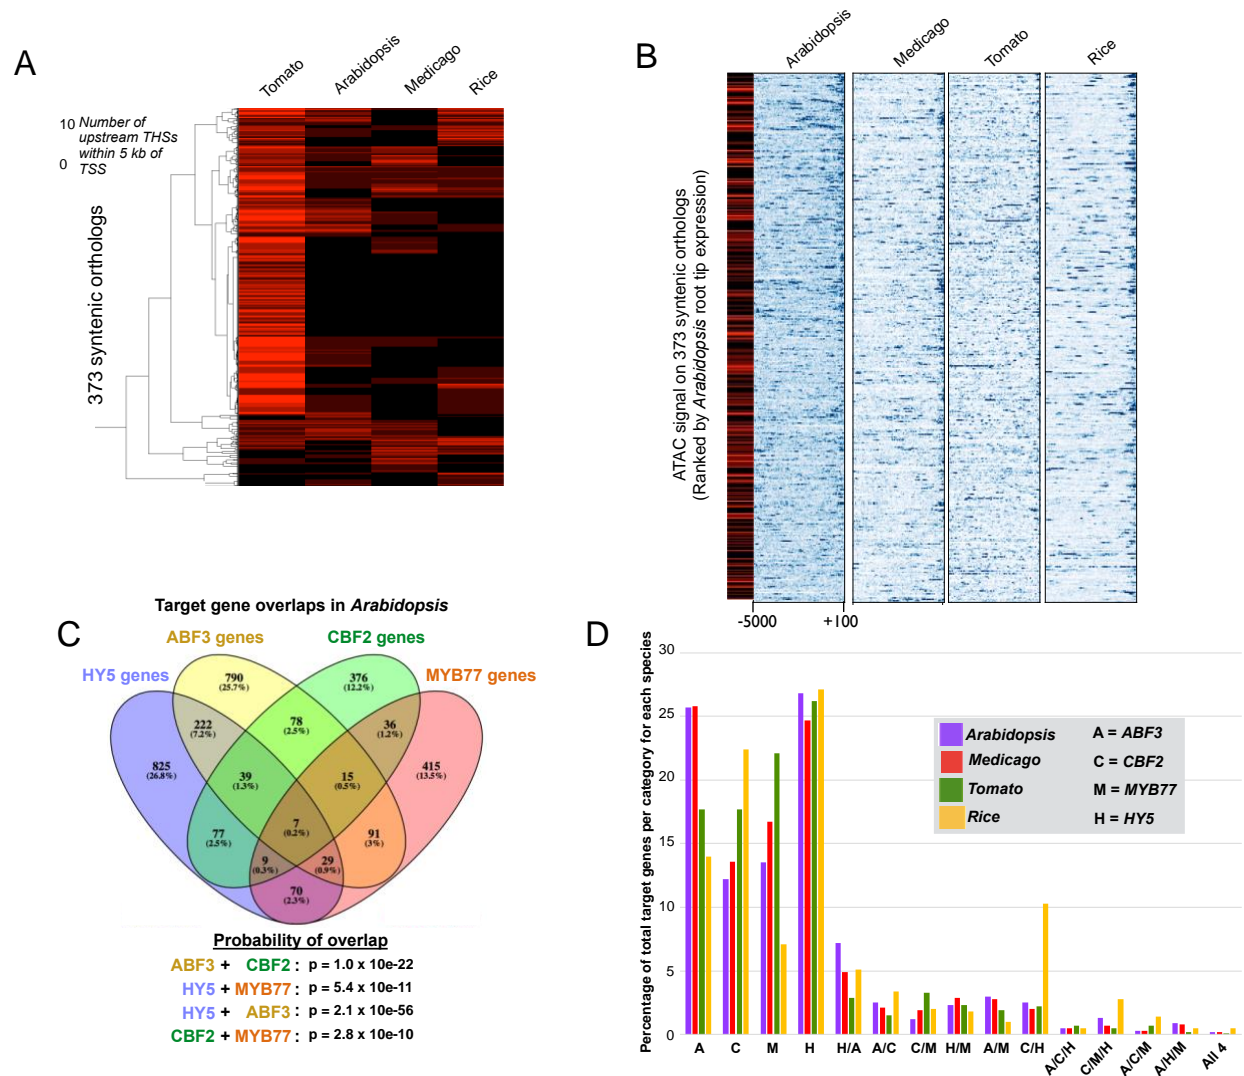 A
Tomato
Arabidopsis
Medicago
Rice
10
Number of
upstream THSs
within 5 kb of
TSS
0
373 syntenic orthologs
B
Arabidopsis
Medicago
Tomato
Rice
ATAC signal on 373 syntenic orthologs
(Ranked by Arabidopsis root tip expression)
-5000
+100
Target gene overlaps in Arabidopsis
C
ABF3 genes
CBF2 genes
HY5 genes
MYB77 genes
790
(25.7%)
376
(12.2%)
222
(7.2%)
78
(2.5%)
36
(1.2%)
825
(26.8%)
39
(1.3%)
15
(0.5%)
415
(13.5%)
7
(0.2%)
77
(2.5%)
91
(3%)
9
(0.3%)
29
(0.9%)
70
(2.3%)
Probability of overlap
ABF3 + CBF2 : p = 1.0 x 10e-22
HY5 + MYB77 : p = 5.4 x 10e-11
HY5 + ABF3 : p = 2.1 x 10e-56
CBF2 + MYB77 : p = 2.8 x 10e-10
D
Percentage of total target genes per category for each species
30
25
20
15
10
5
0
Arabidopsis
Medicago
Tomato
Rice
A = ABF3
C = CBF2
M = MYB77
H = HY5
A
C
M
H
H/A
A/C
C/M
H/M
A/M
C/H
A/C/H
C/M/H
A/C/M
A/H/M
All 4